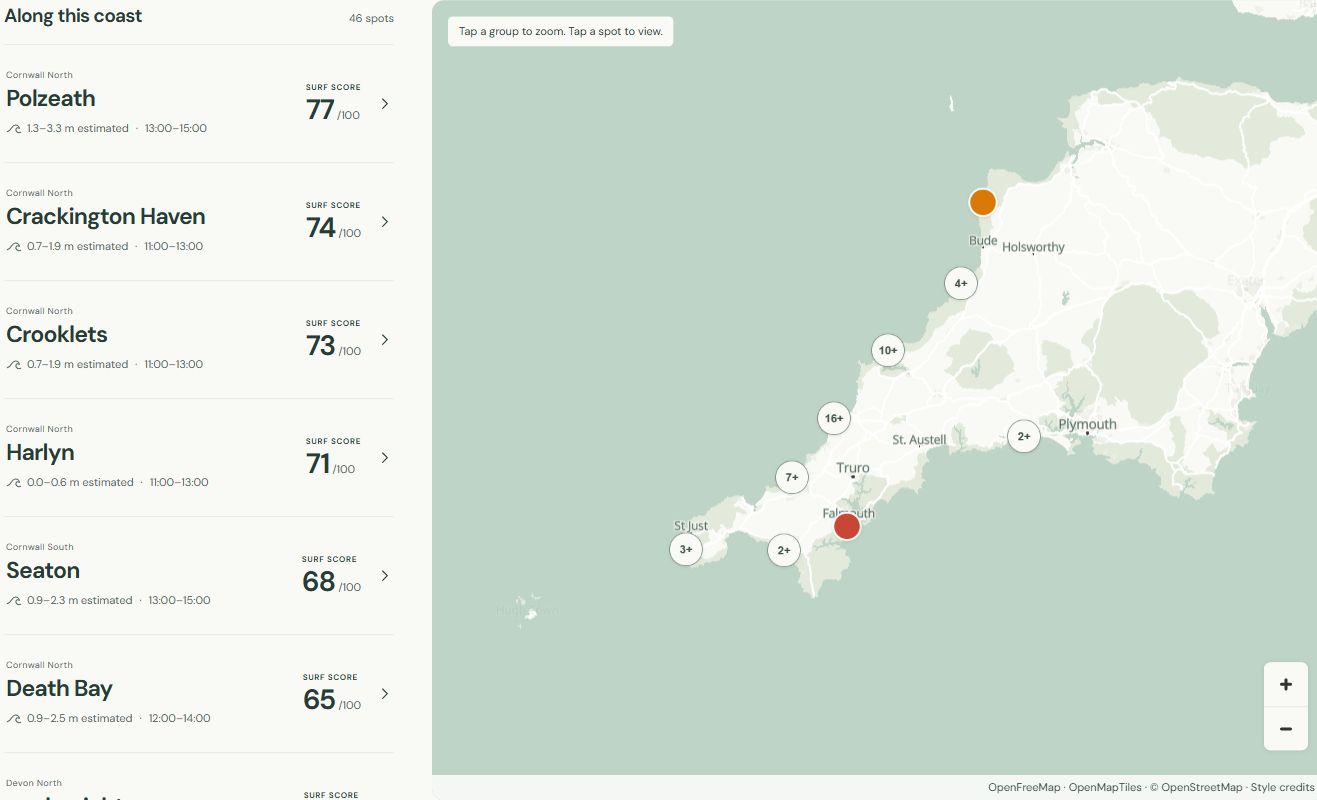 Along this coast
46 spots
Cornwall North
Polzeath
1.3–3.3 m estimated · 13:00–15:00
SURF SCORE
77/100
Cornwall North
Crackington Haven
0.7–1.9 m estimated · 11:00–13:00
SURF SCORE
74/100
Cornwall North
Crooklets
0.7–1.9 m estimated · 11:00–13:00
SURF SCORE
73/100
Cornwall North
Harlyn
0.0–0.6 m estimated · 11:00–13:00
SURF SCORE
71/100
Cornwall South
Seaton
0.9–2.3 m estimated · 13:00–15:00
SURF SCORE
68/100
Cornwall North
Death Bay
0.9–2.5 m estimated · 12:00–14:00
SURF SCORE
65/100
Devon North
SURF SCORE
Tap a group to zoom. Tap a spot to view.
Bude
Holsworthy
4+
Exeter
10+
16+
St. Austell
2+
Plymouth
Truro
7+
Falmouth
St Just
3+
2+
+
−
OpenFreeMap · OpenMapTiles · © OpenStreetMap · Style credits